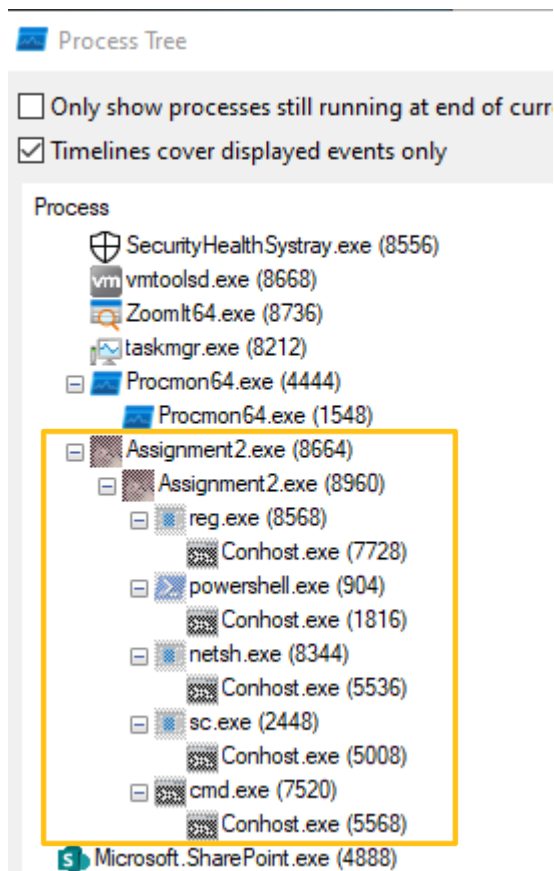 Process Tree
Only show processes still running at end of curr
Timelines cover displayed events only
Process
SecurityHealthSystray.exe (8556)
vm vmtoolsd.exe (8668)
ZoomIt64.exe (8736)
taskmgr.exe (8212)
Procmon64.exe (4444)
Procmon64.exe (1548)
Assignment2.exe (8664)
Assignment2.exe (8960)
reg.exe (8568)
Conhost.exe (7728)
powershell.exe (904)
Conhost.exe (1816)
netsh.exe (8344)
Conhost.exe (5536)
sc.exe (2448)
Conhost.exe (5008)
cmd.exe (7520)
Conhost.exe (5568)
S Microsoft.SharePoint.exe (4888)